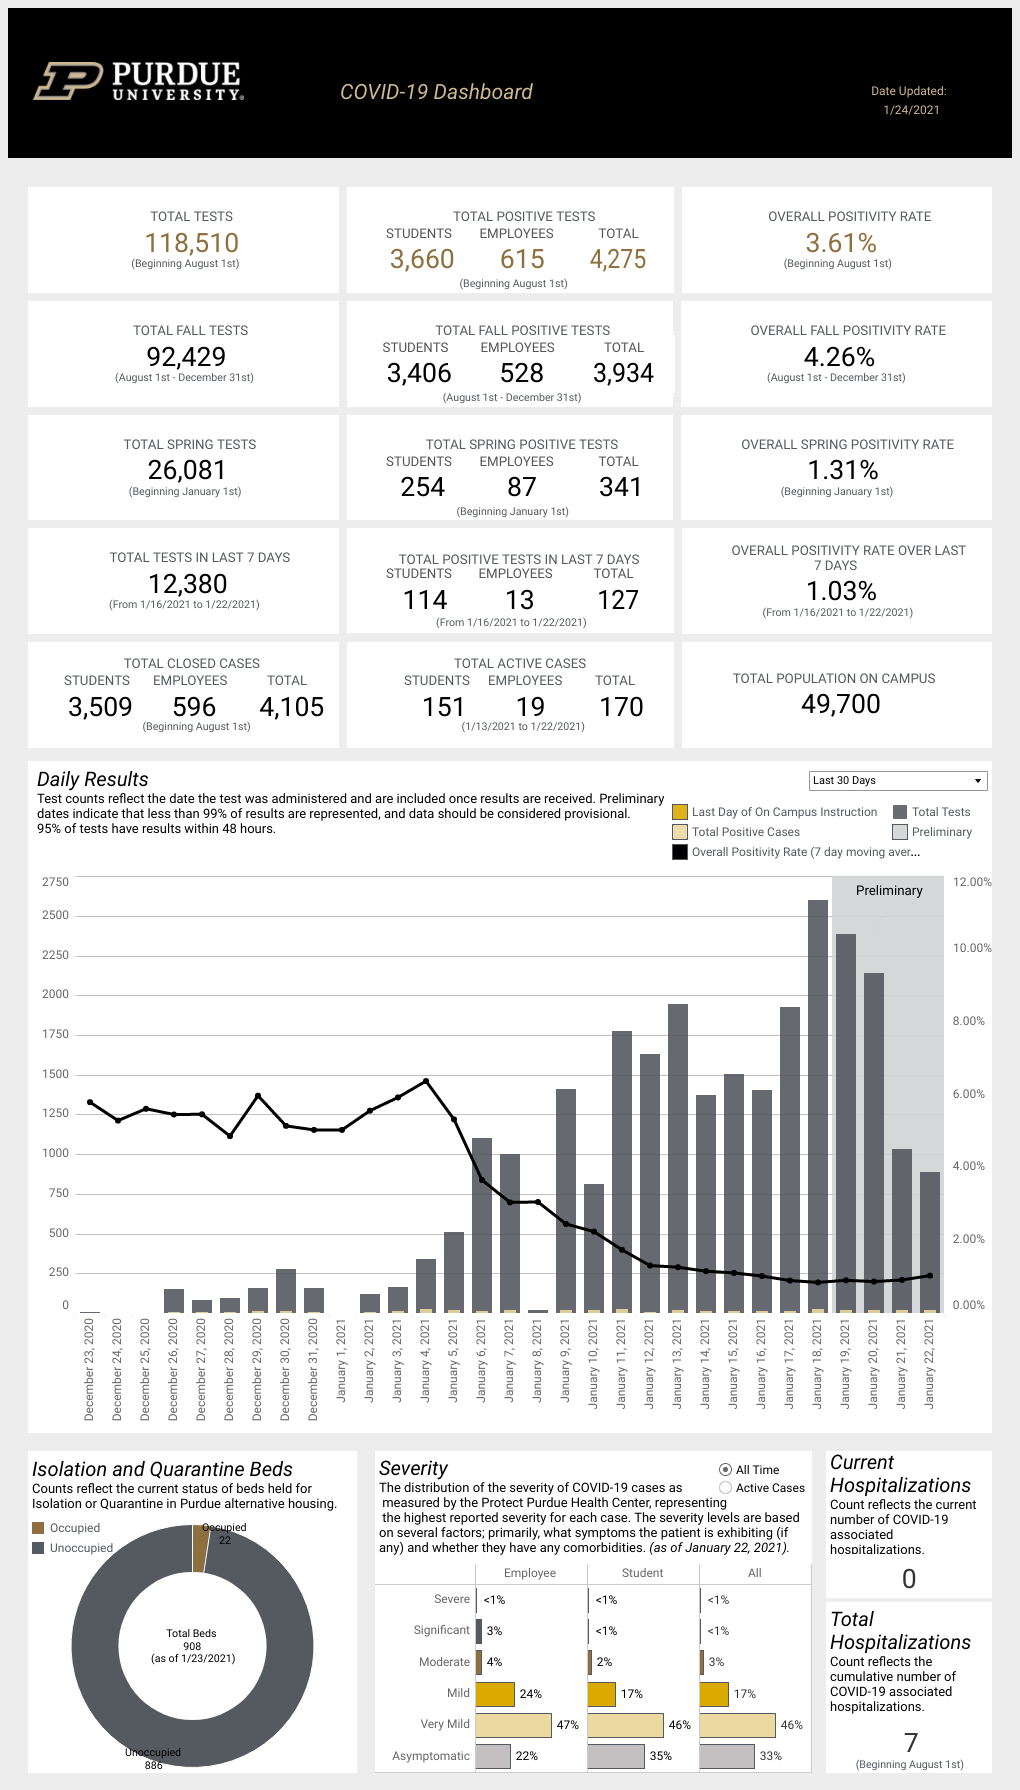 PURDUE
UNIVERSITY®
COVID-19 Dashboard
Date Updated:
1/24/2021
TOTAL TESTS
118,510
(Beginning August 1st)
TOTAL POSITIVE TESTS
STUDENTS EMPLOYEES TOTAL
3,660 615 4,275
(Beginning August 1st)
OVERALL POSITIVITY RATE
3.61%
(Beginning August 1st)
TOTAL FALL TESTS
92,429
(August 1st - December 31st)
TOTAL FALL POSITIVE TESTS
STUDENTS EMPLOYEES TOTAL
3,406 528 3,934
(August 1st - December 31st)
OVERALL FALL POSITIVITY RATE
4.26%
(August 1st - December 31st)
TOTAL SPRING TESTS
26,081
(Beginning January 1st)
TOTAL SPRING POSITIVE TESTS
STUDENTS EMPLOYEES TOTAL
254 87 341
(Beginning January 1st)
OVERALL SPRING POSITIVITY RATE
1.31%
(Beginning January 1st)
TOTAL TESTS IN LAST 7 DAYS
12,380
(From 1/16/2021 to 1/22/2021)
TOTAL POSITIVE TESTS IN LAST 7 DAYS
STUDENTS EMPLOYEES TOTAL
114 13 127
(From 1/16/2021 to 1/22/2021)
OVERALL POSITIVITY RATE OVER LAST
7 DAYS
1.03%
(From 1/16/2021 to 1/22/2021)
TOTAL CLOSED CASES
STUDENTS EMPLOYEES TOTAL
3,509 596 4,105
(Beginning August 1st)
TOTAL ACTIVE CASES
STUDENTS EMPLOYEES TOTAL
151 19 170
(1/13/2021 to 1/22/2021)
TOTAL POPULATION ON CAMPUS
49,700
Daily Results
Test counts reflect the date the test was administered and are included once results are received. Preliminary
dates indicate that less than 99% of results are represented, and data should be considered provisional.
95% of tests have results within 48 hours.
Last 30 Days
Last Day of On Campus Instruction Total Tests
Total Positive Cases Preliminary
Overall Positivity Rate (7 day moving aver...
Preliminary
2750
2500
2250
2000
1750
1500
1250
1000
750
500
250
0
12.00%
10.00%
8.00%
6.00%
4.00%
2.00%
0.00%
December 23, 2020
December 24, 2020
December 25, 2020
December 26, 2020
December 27, 2020
December 28, 2020
December 29, 2020
December 30, 2020
December 31, 2020
January 1, 2021
January 2, 2021
January 3, 2021
January 4, 2021
January 5, 2021
January 6, 2021
January 7, 2021
January 8, 2021
January 9, 2021
January 10, 2021
January 11, 2021
January 12, 2021
January 13, 2021
January 14, 2021
January 15, 2021
January 16, 2021
January 17, 2021
January 18, 2021
January 19, 2021
January 20, 2021
January 21, 2021
January 22, 2021
Isolation and Quarantine Beds
Counts reflect the current status of beds held for
Isolation or Quarantine in Purdue alternative housing.
Occupied
Unoccupied
Occupied
22
Total Beds
908
(as of 1/23/2021)
Unoccupied
886
Severity
All Time
Active Cases
The distribution of the severity of COVID-19 cases as
measured by the Protect Purdue Health Center, representing
the highest reported severity for each case. The severity levels are based
on several factors; primarily, what symptoms the patient is exhibiting (if
any) and whether they have any comorbidities. (as of January 22, 2021).
Employee Student All
Severe <1% <1% <1%
Significant 3% <1% <1%
Moderate 4% 2% 3%
Mild 24% 17% 17%
Very Mild 47% 46% 46%
Asymptomatic 22% 35% 33%
Current
Hospitalizations
Count reflects the current
number of COVID-19
associated
hospitalizations.
0
Total
Hospitalizations
Count reflects the
cumulative number of
COVID-19 associated
hospitalizations.
7
(Beginning August 1st)